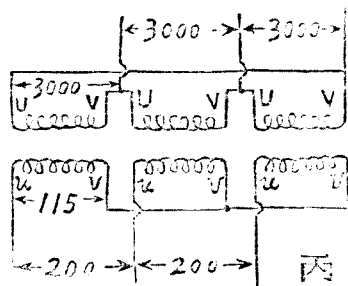 3000 3000
3000
U V U V U V
u v u v u v
115
200 200
丙